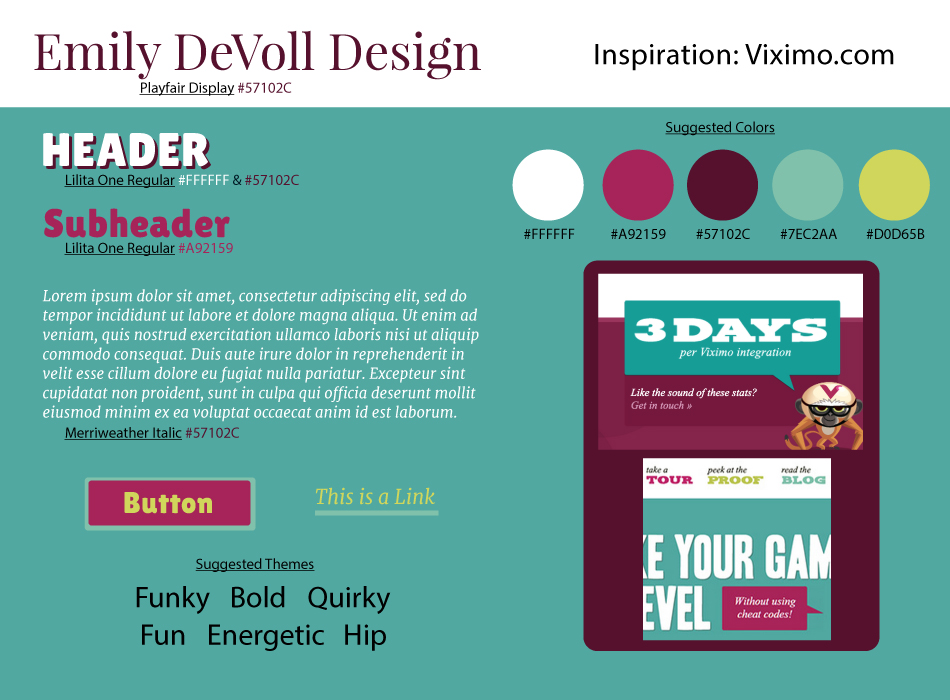 Emily DeVoll Design
Playfair Display #57102C
Inspiration: Viximo.com
HEADER
Lilita One Regular #FFFFFF & #57102C
Subheader
Lilita One Regular #A92159
Lorem ipsum dolor sit amet, consectetur adipiscing elit, sed do
tempor incididunt ut labore et dolore magna aliqua. Ut enim ad
veniam, quis nostrud exercitation ullamco laboris nisi ut aliquip
commodo consequat. Duis aute irure dolor in reprehenderit in
velit esse cillum dolore eu fugiat nulla pariatur. Excepteur sint
cupidatat non proident, sunt in culpa qui officia deserunt mollit
eiusmod minim ex ea voluptat occaecat anim id est laborum.
Merriweather Italic #57102C
Button
This is a Link
Suggested Themes
Funky Bold Quirky
Fun Energetic Hip
Suggested Colors
#FFFFFF #A92159 #57102C #7EC2AA #D0D65B
3 DAYS
per Viximo integration
Like the sound of these stats?
Get in touch »
V
take a peek at the read the
TOUR PROOF BLOG
KE YOUR GAM
EVEL
Without using
cheat codes!